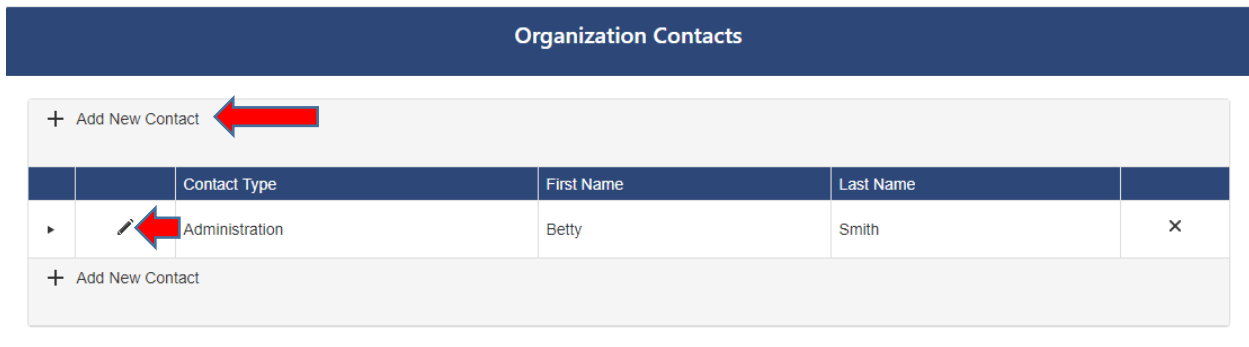 Organization Contacts
+ Add New Contact
Contact Type First Name Last Name
Administration Betty Smith
+ Add New Contact